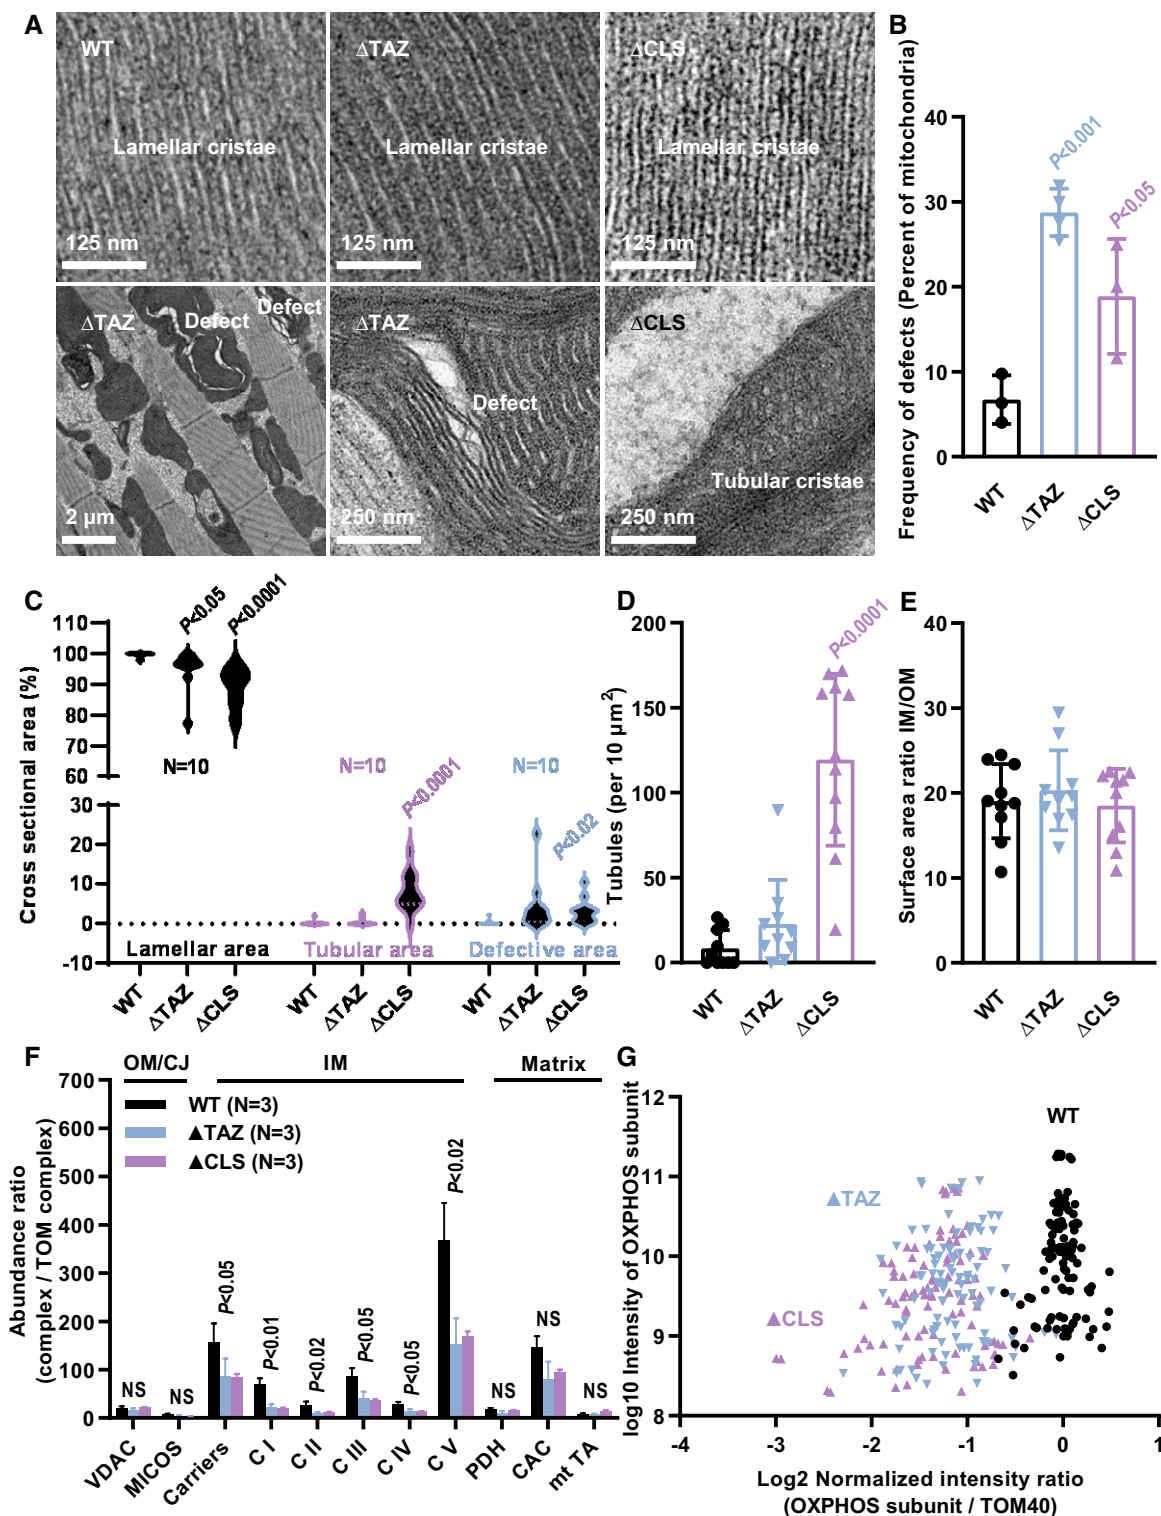 A
WT
Lamellar cristae
125 nm
ΔTAZ
Lamellar cristae
125 nm
ΔCLS
Lamellar cristae
125 nm
ΔTAZ
Defect
Defect
2 µm
ΔTAZ
Defect
250 nm
ΔCLS
Tubular cristae
250 nm
B
Frequency of defects (Percent of mitochondria)
40
30
20
10
0
P<0.001
P<0.05
WT
ΔTAZ
ΔCLS
C
Cross sectional area (%)
110
100
90
80
70
60
30
20
10
0
-10
P<0.05
P<0.0001
N=10
N=10
N=10
P<0.0001
P<0.02
Lamellar area
Tubular area
Defective area
WT
ΔTAZ
ΔCLS
WT
ΔTAZ
ΔCLS
WT
ΔTAZ
ΔCLS
D
Tubules (per 10 µm²)
200
150
100
50
0
P<0.0001
WT
ΔTAZ
ΔCLS
E
Surface area ratio IM/OM
40
30
20
10
0
WT
ΔTAZ
ΔCLS
F
OM/CJ
IM
Matrix
Abundance ratio
(complex / TOM complex)
700
600
500
400
300
200
100
0
WT (N=3)
▲TAZ (N=3)
▲CLS (N=3)
NS
NS
P<0.05
P<0.01
P<0.02
P<0.05
P<0.05
P<0.02
NS
NS
NS
VDAC
MICOS
Carriers
C I
C II
C III
C IV
C V
PDH
CAC
mt TA
G
log10 Intensity of OXPHOS subunit
12
11
10
9
8
WT
▲TAZ
▲CLS
-4
-3
-2
-1
0
1
Log2 Normalized intensity ratio
(OXPHOS subunit / TOM40)